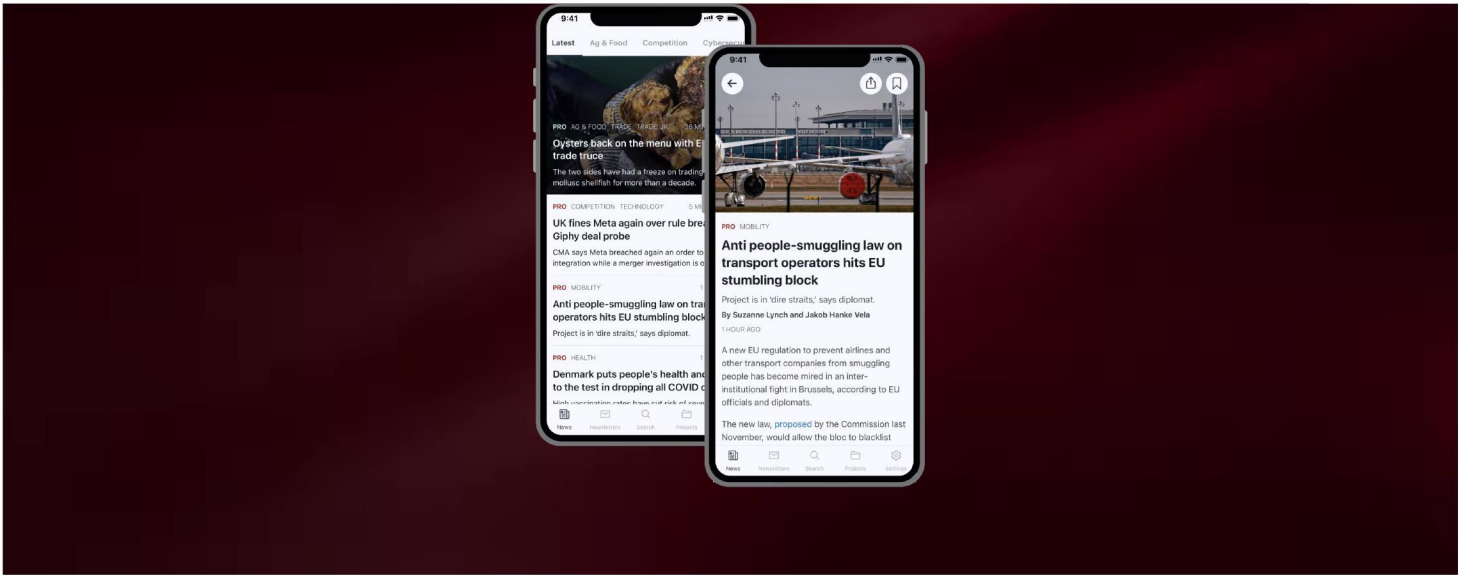 9:41
Latest Ag & Food Competition
PRO AG & FOOD TRADE TRADE UK
Oysters back on the menu with
trade truce
The two sides have had a freeze on trading
mollusc shellfish for more than a decade.
PRO COMPETITION TECHNOLOGY
UK fines Meta again over rule
Giphy deal probe
CMA says Meta breached again an order to
integration while a merger investigation is
PRO MOBILITY
Anti people-smuggling law on
operators hits EU stumbling block
Project is in 'dire straits,' says diplomat.
PRO HEALTH
Denmark puts people's health and
to the test in dropping all COVID
High vaccination rates have cut risk of
News Newsletters Search Projects
9:41
PRO MOBILITY
Anti people-smuggling law on
transport operators hits EU
stumbling block
Project is in 'dire straits,' says diplomat.
By Suzanne Lynch and Jakob Hanke Vela
1 HOUR AGO
A new EU regulation to prevent airlines and
other transport companies from smuggling
people has become mired in an inter-
institutional fight in Brussels, according to EU
officials and diplomats.
The new law, proposed by the Commission last
November, would allow the bloc to blacklist
News Newsletters Search Projects Settings